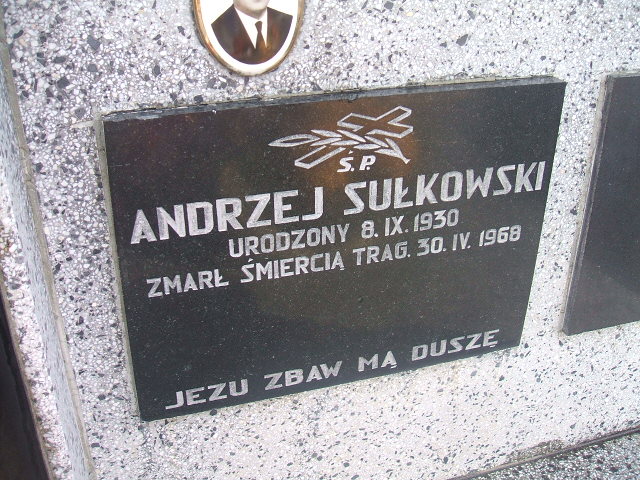 Ś.P.
ANDRZEJ SUŁKOWSKI
URODZONY 8. IX. 1930
ZMARŁ ŚMIERCIĄ TRAG. 30. IV. 1968
JEZU ZBAW MĄ DUSZĘ